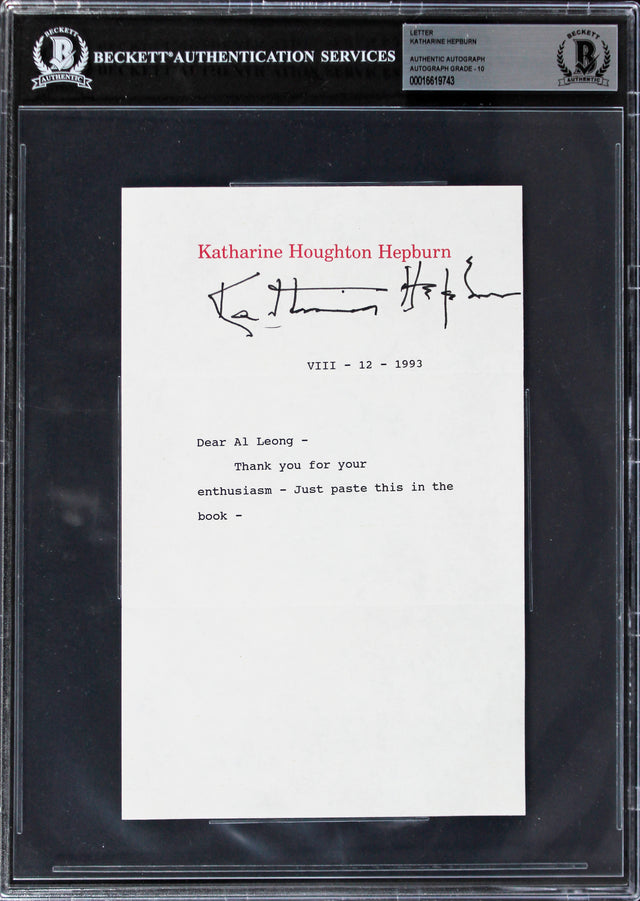 BECKETT
B
AUTHENTIC
BECKETT® AUTHENTICATION SERVICES
LETTER
KATHARINE HEPBURN
AUTHENTIC AUTOGRAPH
AUTOGRAPH GRADE - 10
00016619743
BECKETT
B
AUTHENTIC
Katharine Houghton Hepburn
Katharine Hepburn
VIII - 12 - 1993
Dear Al Leong -
Thank you for your
enthusiasm - Just paste this in the
book -